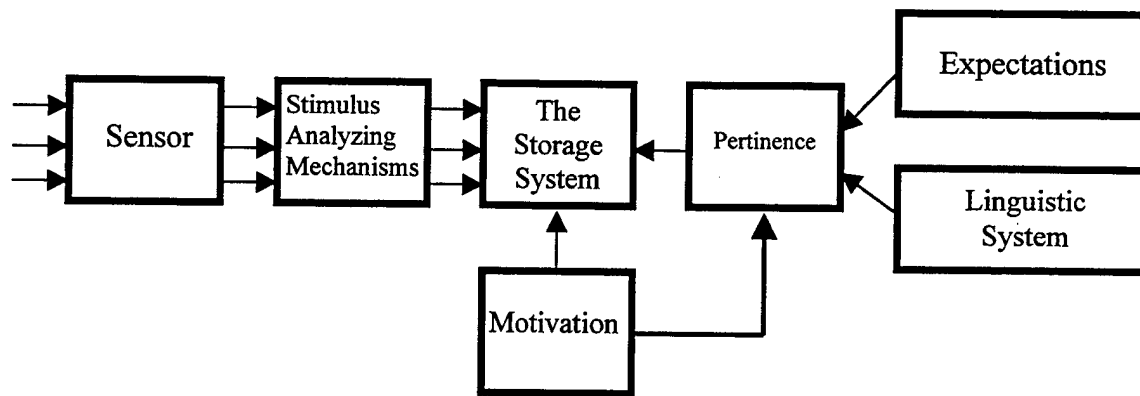 Sensor
Stimulus
Analyzing
Mechanisms
The
Storage
System
Pertinence
Expectations
Linguistic
System
Motivation